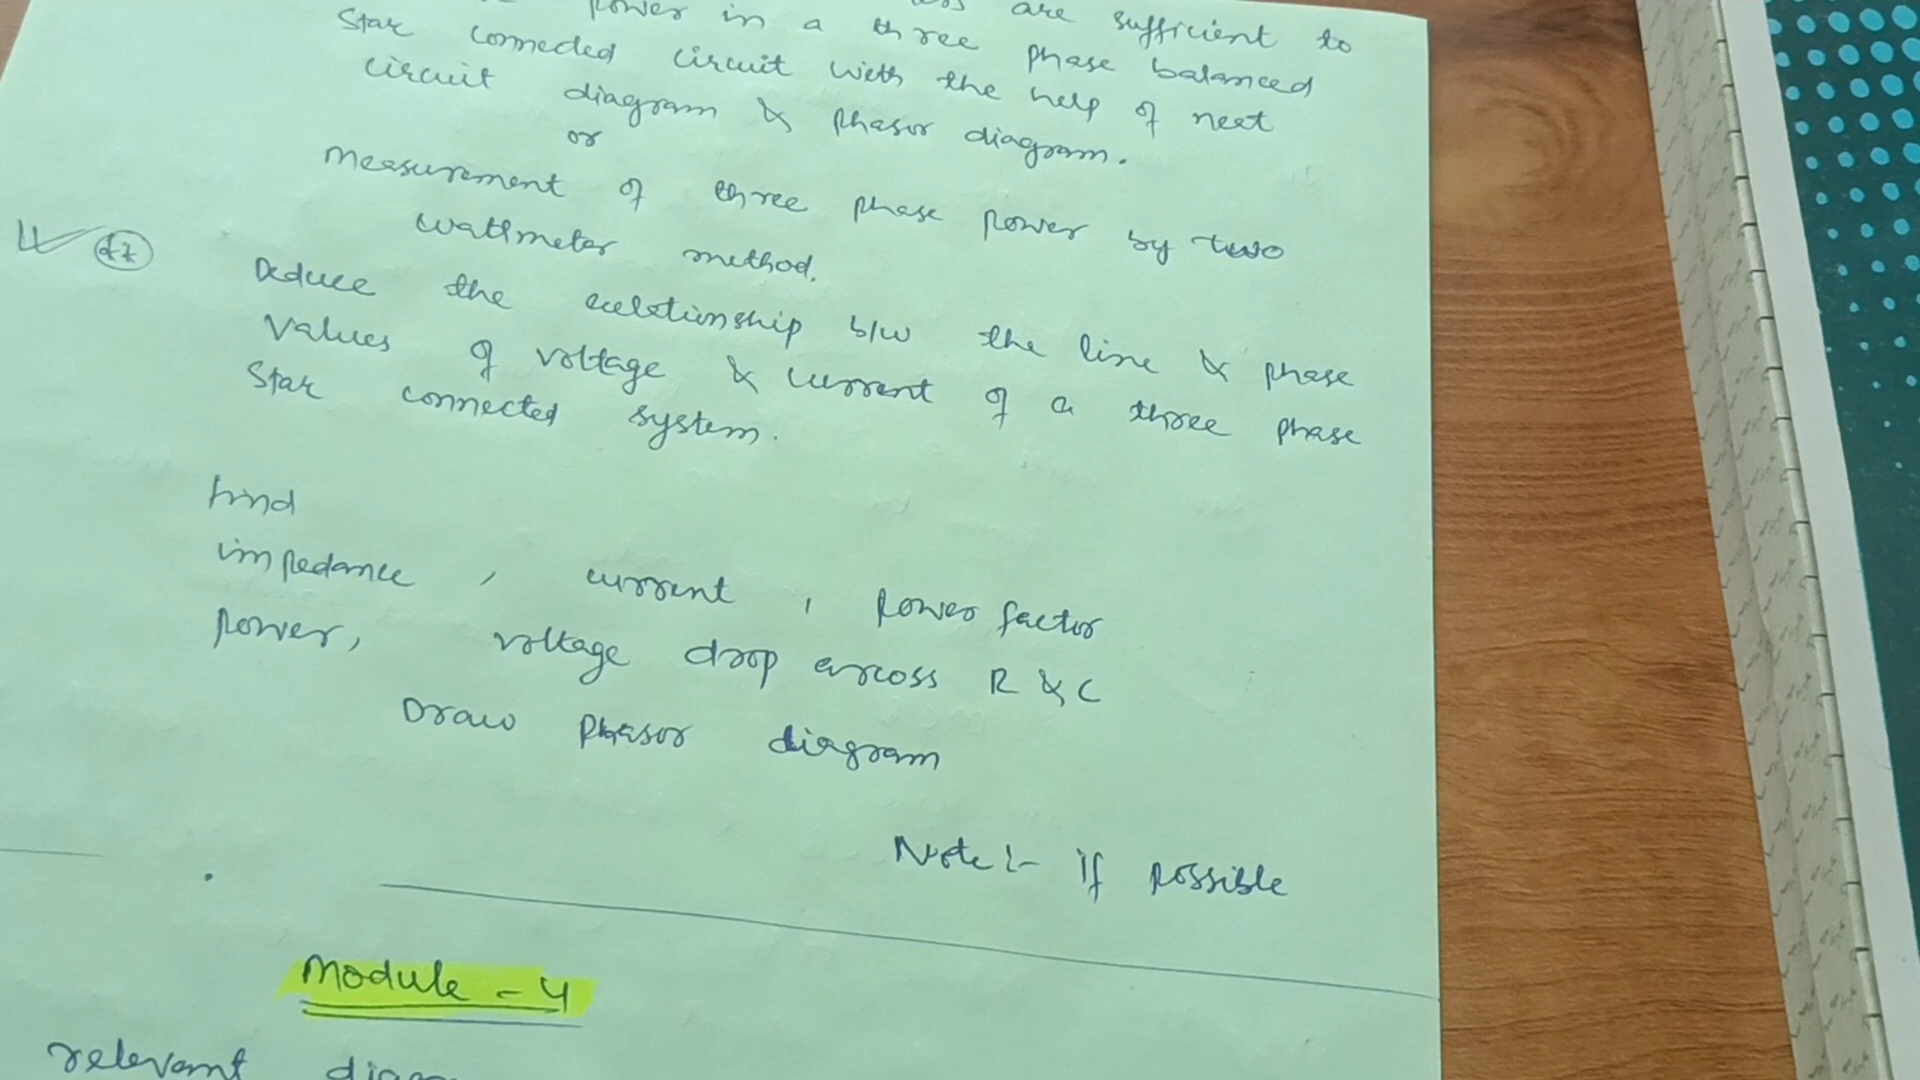 power in a three phase balanced
are sufficient to
Star connected circuit with the help of neat
circuit diagram & phasor diagram.
or
Measurement of three phase power by two
wattmeter method.
Deduce the relationship b/w the line & phase
values of voltage & current of a three phase
Star connected system.
find
impedance, current, power factor
power, voltage drop across R & C
Draw phasor diagram
Note :- if possible
Module - 4
relevant